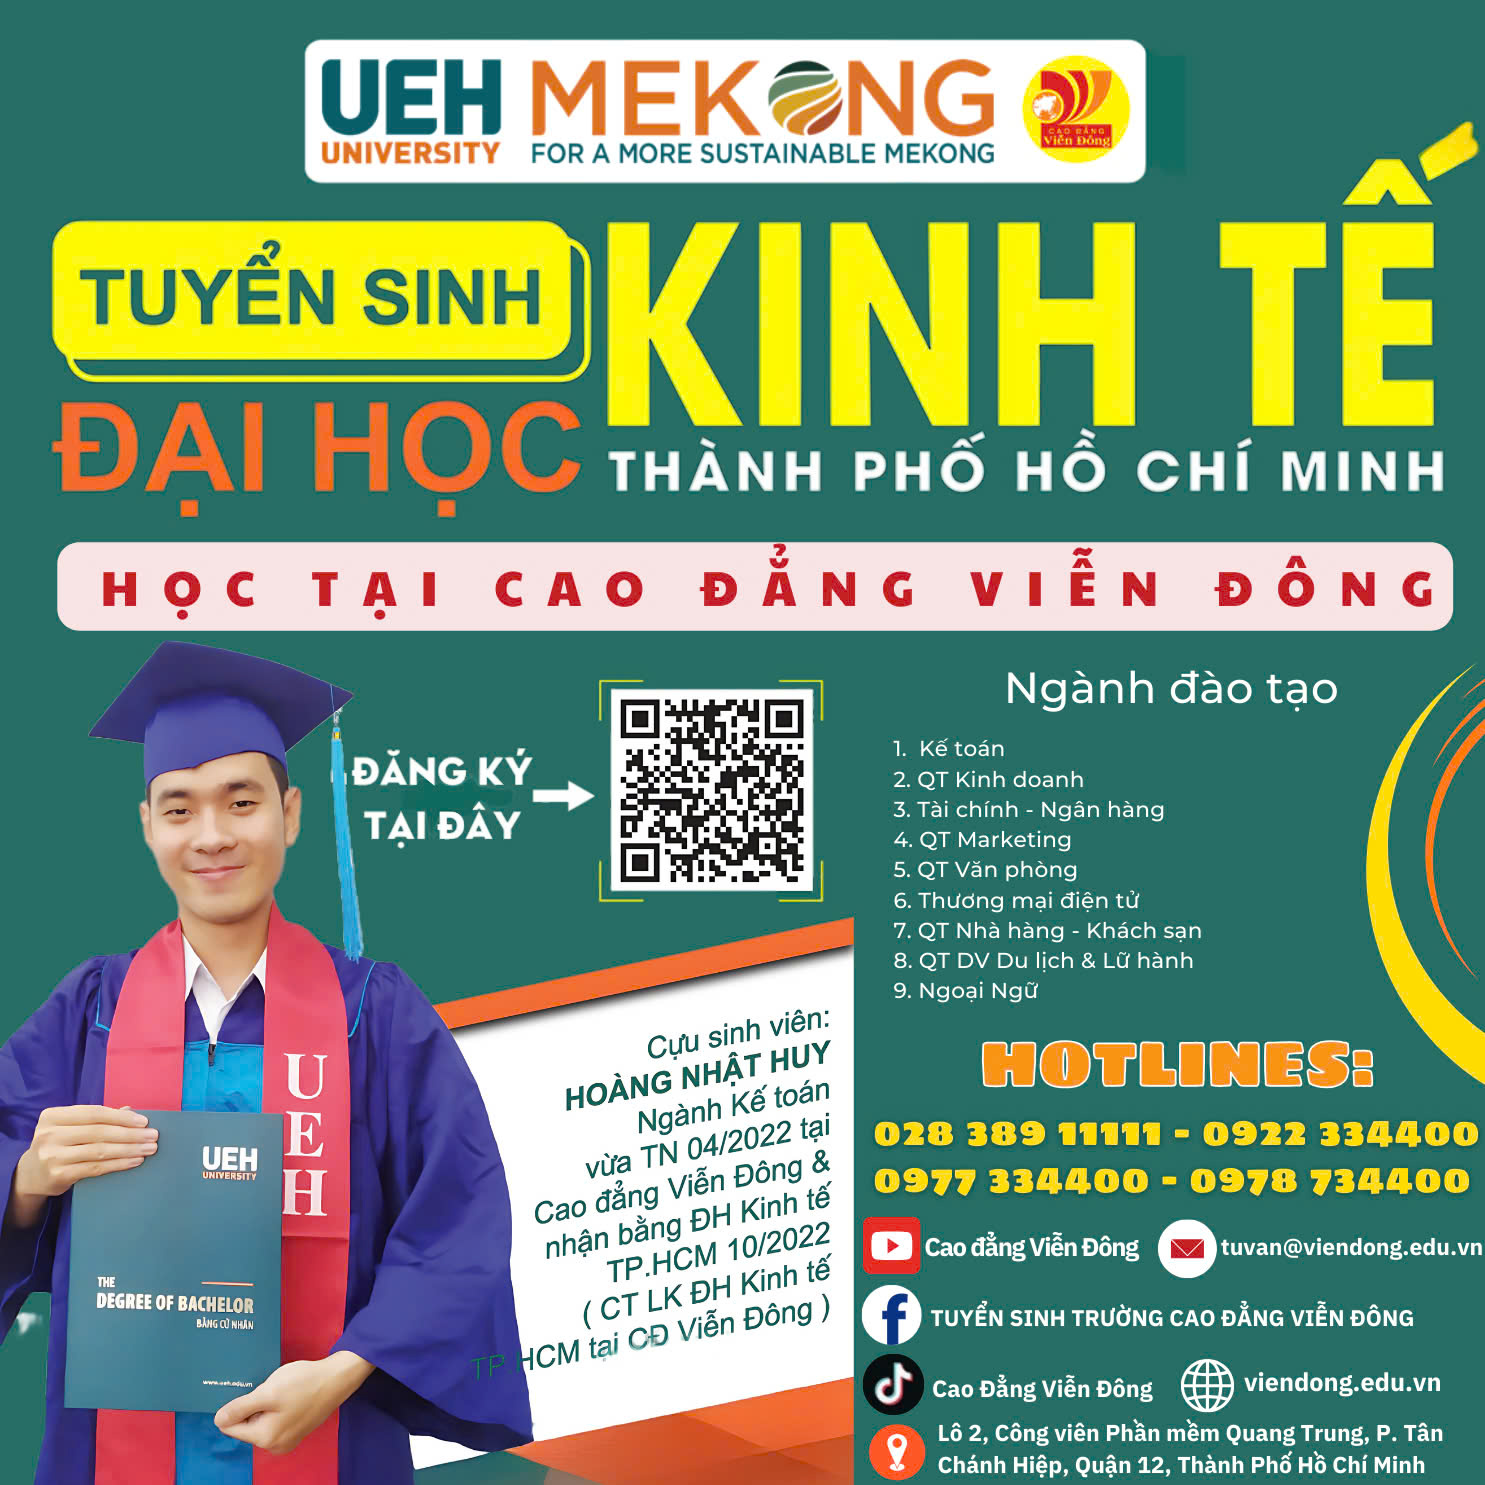 UEH MEKONG
UNIVERSITY FOR A MORE SUSTAINABLE MEKONG
CAO ĐẲNG
Viễn Đông
TUYỂN SINH
ĐẠI HỌC
KINH TẾ
THÀNH PHỐ HỒ CHÍ MINH
HỌC TẠI CAO ĐẲNG VIỄN ĐÔNG
ĐĂNG KÝ
TẠI ĐÂY
Ngành đào tạo
1. Kế toán
2. QT Kinh doanh
3. Tài chính - Ngân hàng
4. QT Marketing
5. QT Văn phòng
6. Thương mại điện tử
7. QT Nhà hàng - Khách sạn
8. QT DV Du lịch & Lữ hành
9. Ngoại Ngữ
Cựu sinh viên:
HOÀNG NHẬT HUY
Ngành Kế toán
vừa TN 04/2022 tại
Cao đẳng Viễn Đông &
nhận bằng ĐH Kinh tế
TP.HCM 10/2022
( CT LK ĐH Kinh tế
TP HCM tại CĐ Viễn Đông )
UEH
UEH
UNIVERSITY
THE
DEGREE OF BACHELOR
BẰNG CỬ NHÂN
www.ueh.edu.vn
HOTLINES:
028 389 11111 - 0922 334400
0977 334400 - 0978 734400
Cao đẳng Viễn Đông
tuvan@viendong.edu.vn
TUYỂN SINH TRƯỜNG CAO ĐẲNG VIỄN ĐÔNG
Cao Đẳng Viễn Đông
viendong.edu.vn
Lô 2, Công viên Phần mềm Quang Trung, P. Tân
Chánh Hiệp, Quận 12, Thành Phố Hồ Chí Minh